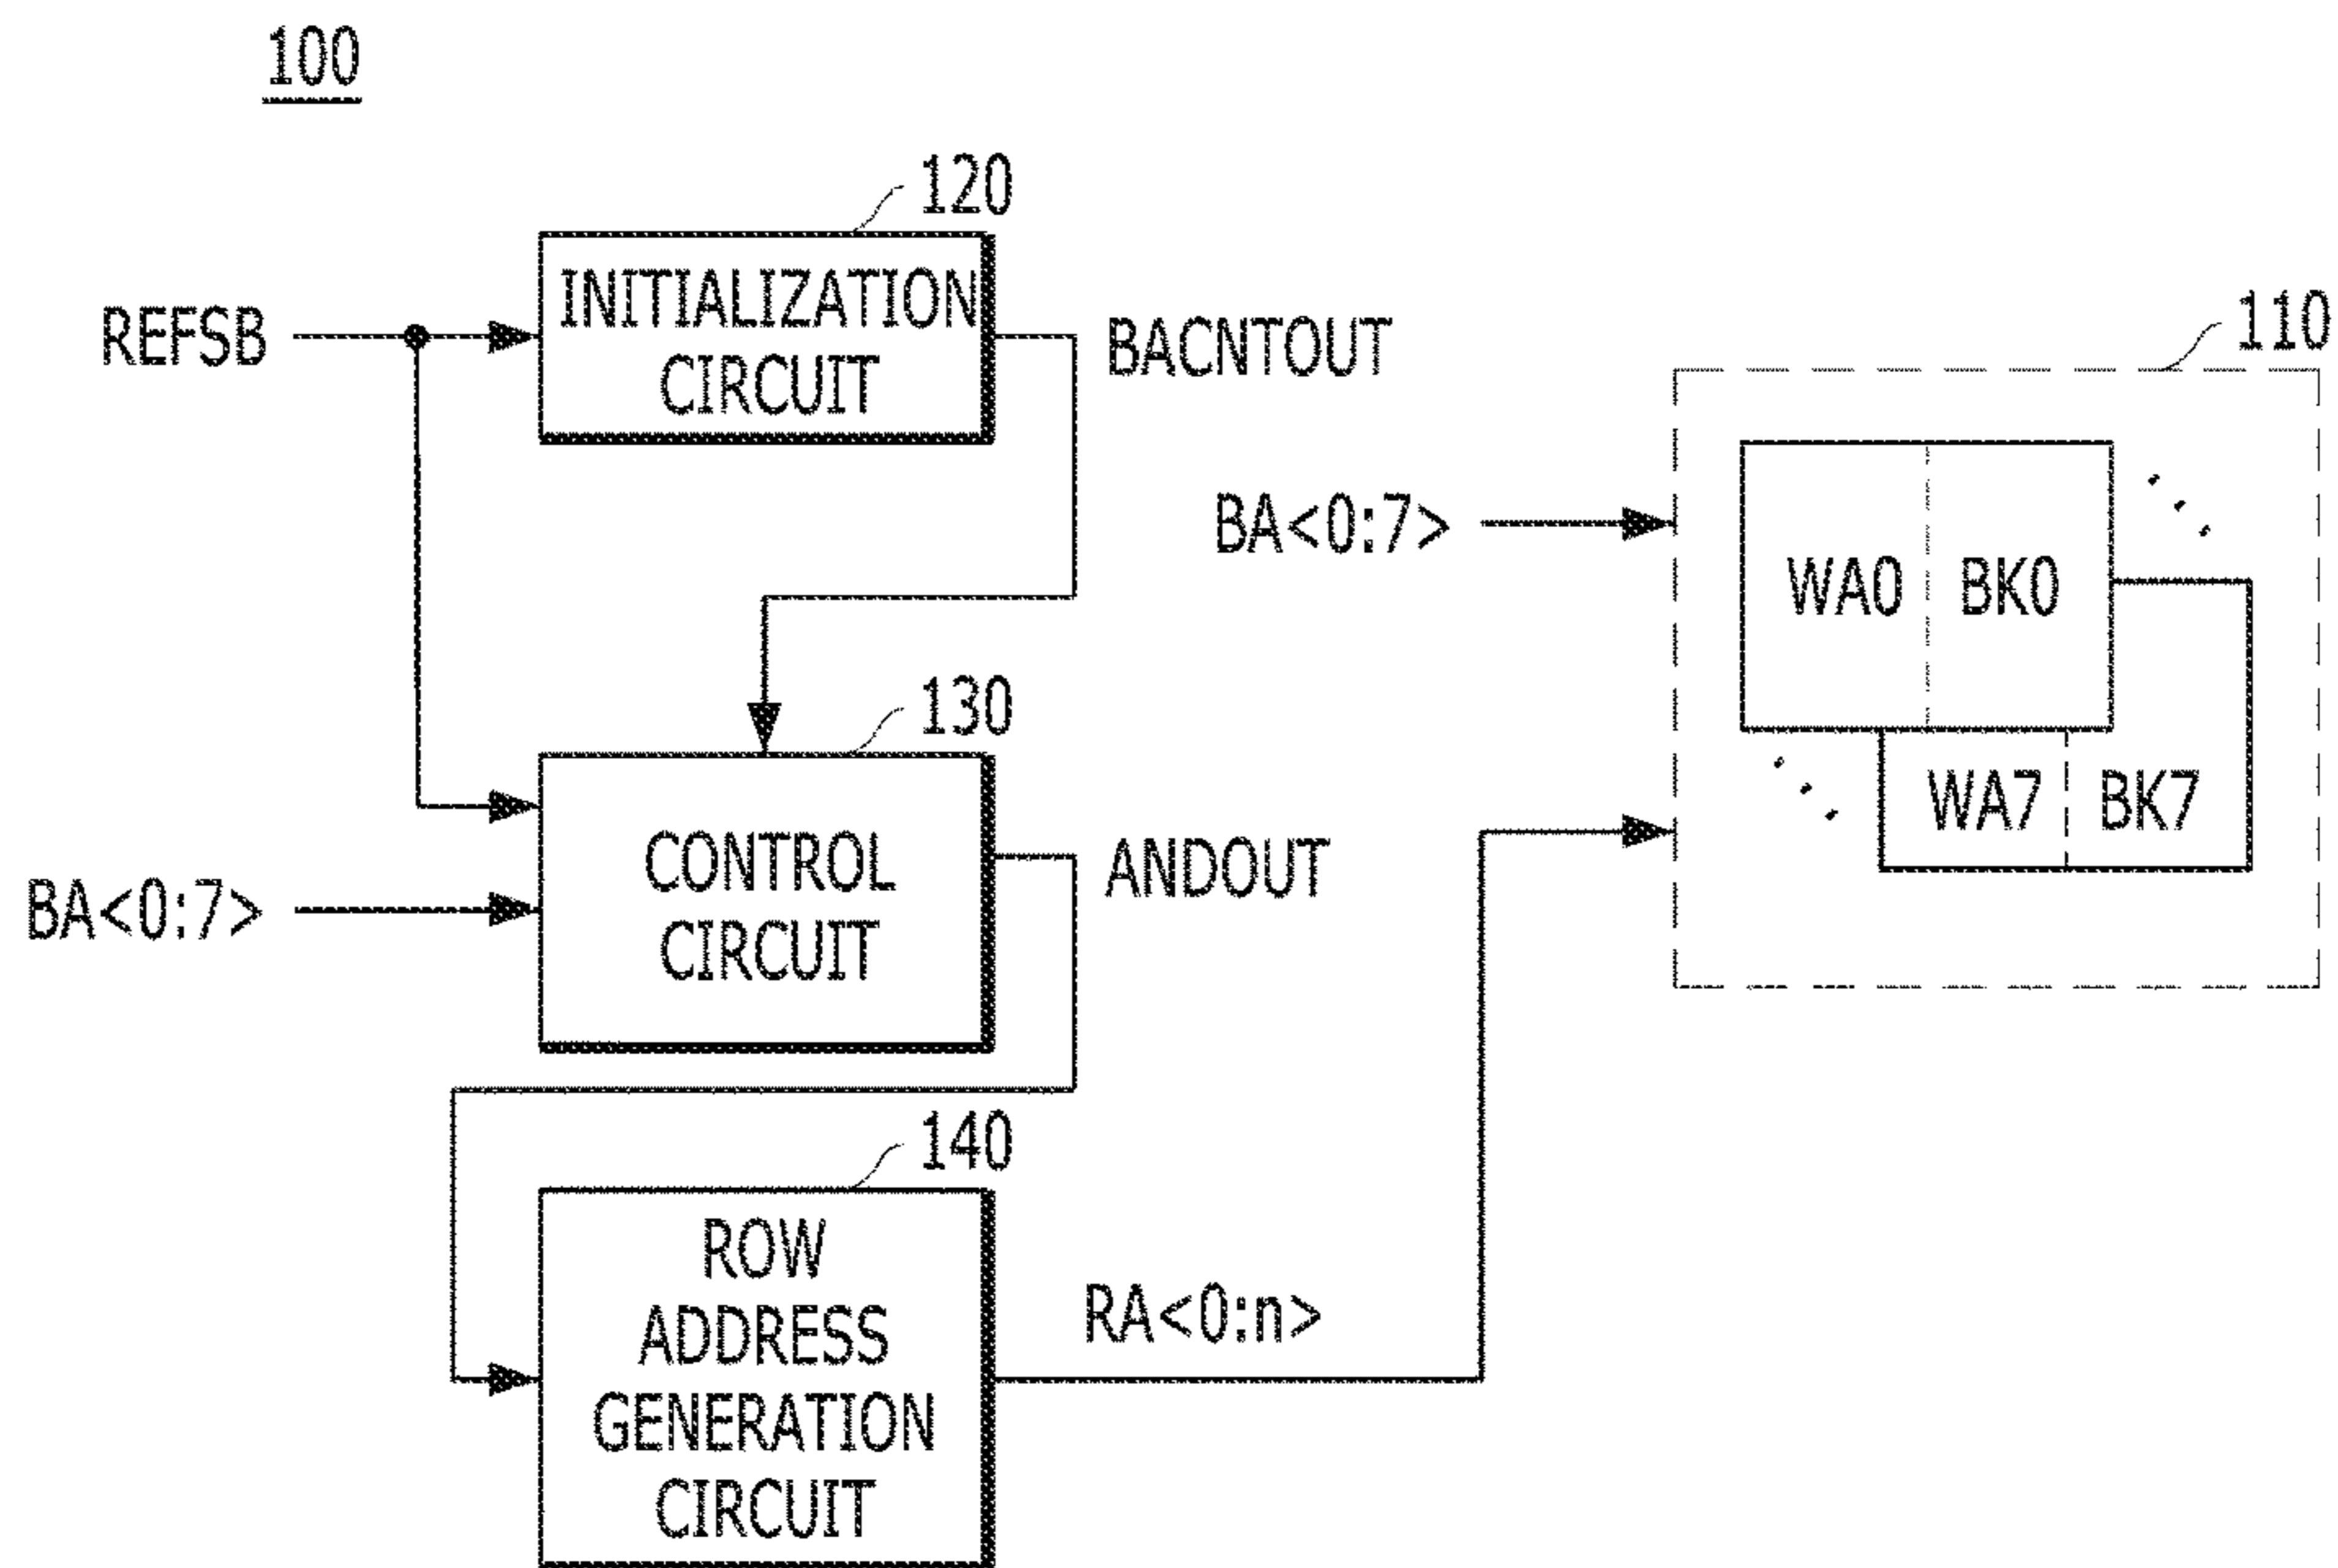 100
120
INITIALIZATION
CIRCUIT
REFSB
BACNTOUT
110
BA<0:7>
WA0
BK0
WA7
BK7
130
CONTROL
CIRCUIT
BA<0:7>
ANDOUT
140
ROW
ADDRESS
GENERATION
CIRCUIT
RA<0:n>